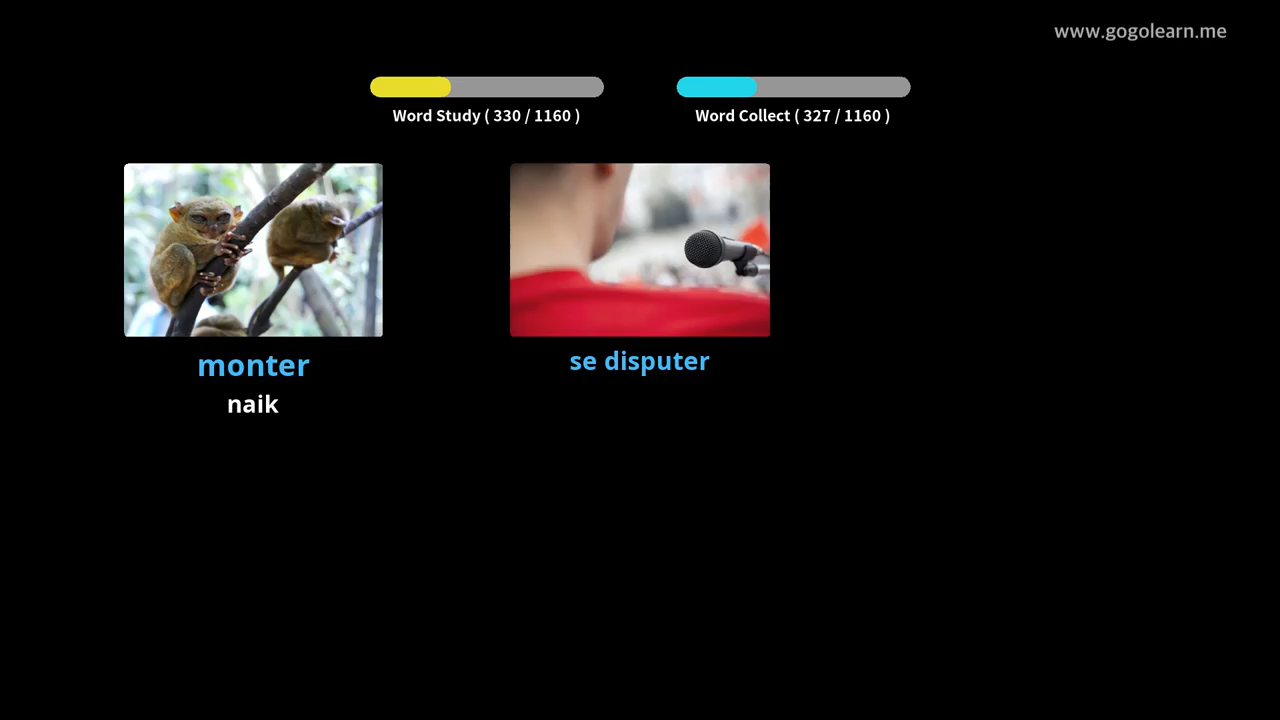 www.gogolearn.me
Word Study ( 330 / 1160 )
Word Collect ( 327 / 1160 )
monter
naik
se disputer